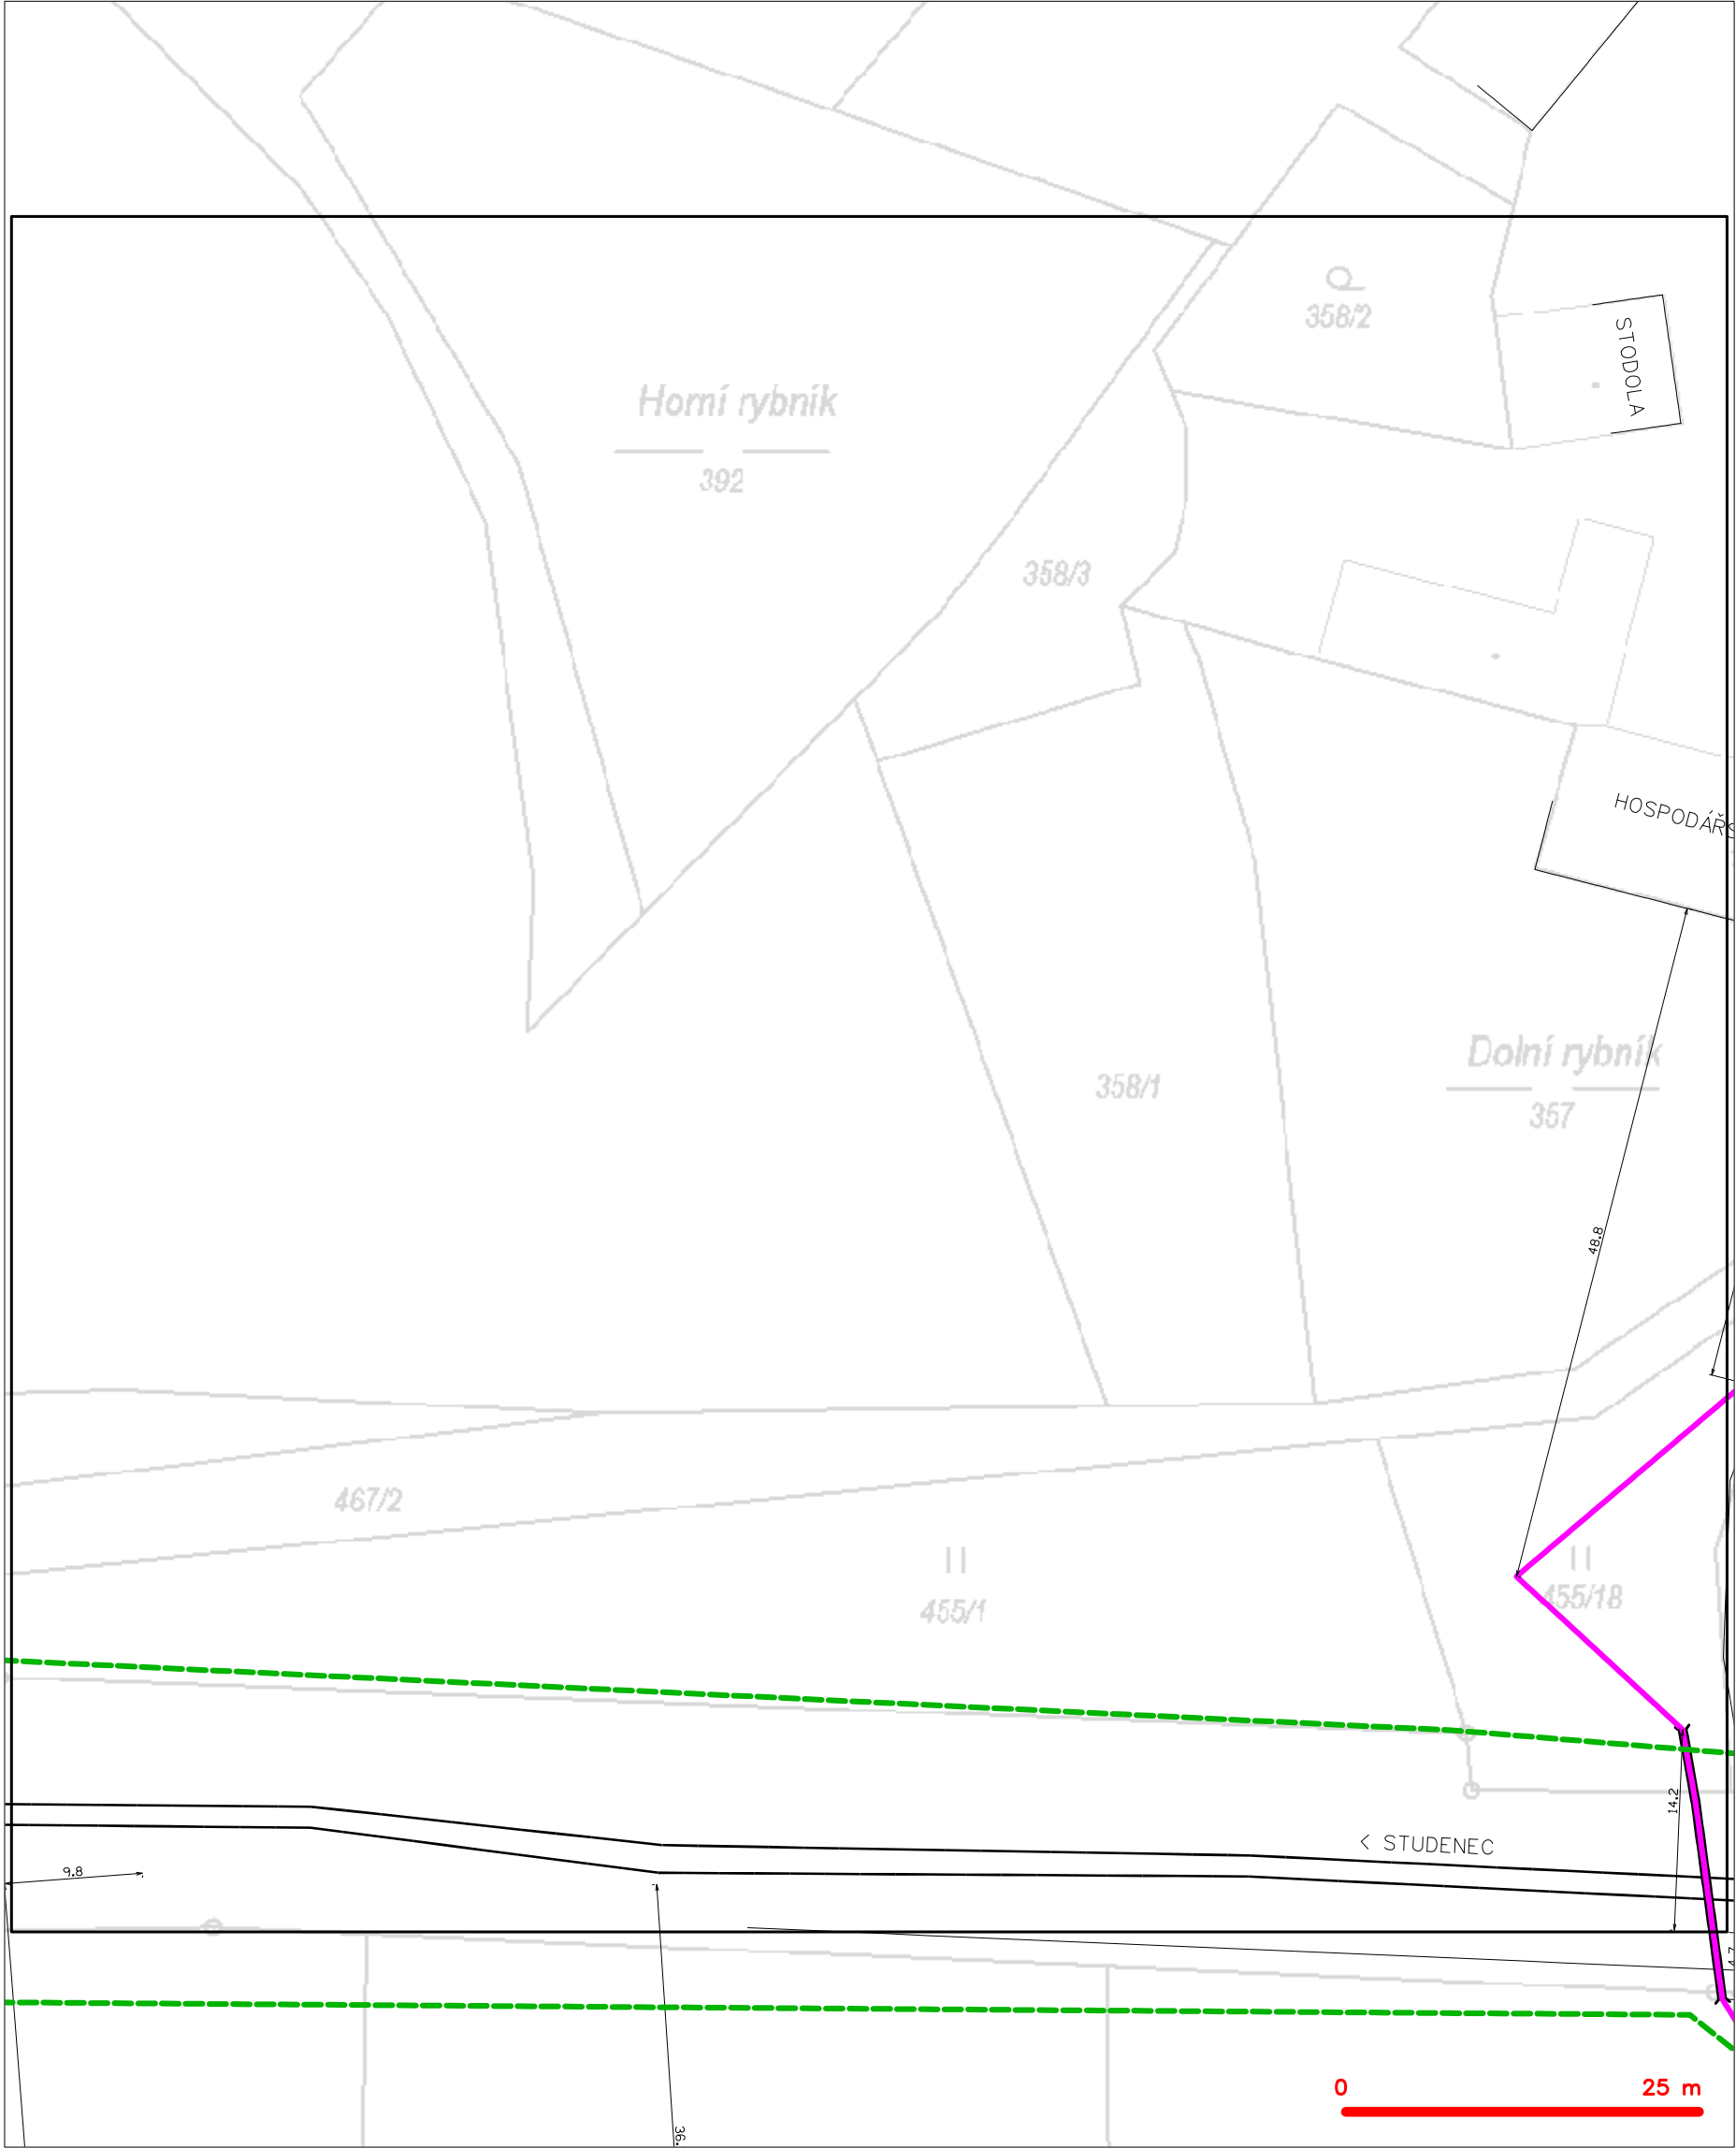 358/2
STODOLA
Horní rybník
392
358/3
HOSPODÁŘS
Dolní rybník
358/1
357
48.8
467/2
455/1
455/18
14.2
< STUDENEC
9.8
36.
0 25 m